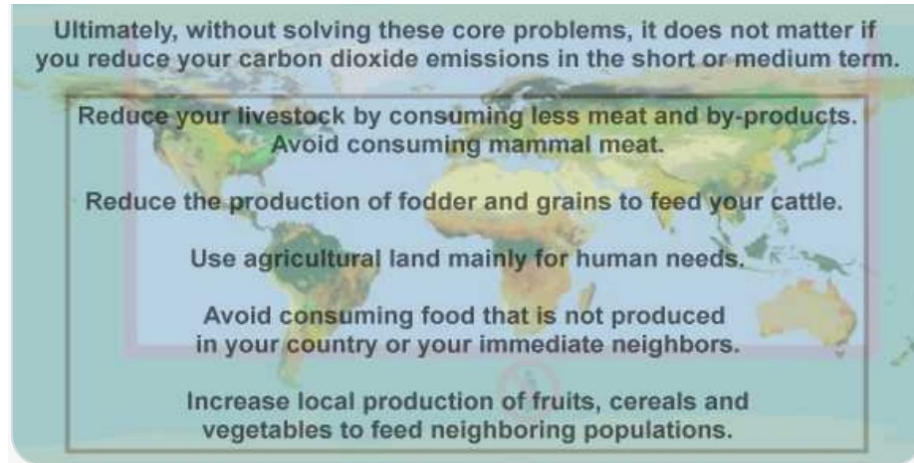 Ultimately, without solving these core problems, it does not matter if
you reduce your carbon dioxide emissions in the short or medium term.
Reduce your livestock by consuming less meat and by-products.
Avoid consuming mammal meat.
Reduce the production of fodder and grains to feed your cattle.
Use agricultural land mainly for human needs.
Avoid consuming food that is not produced
in your country or your immediate neighbors.
Increase local production of fruits, cereals and
vegetables to feed neighboring populations.